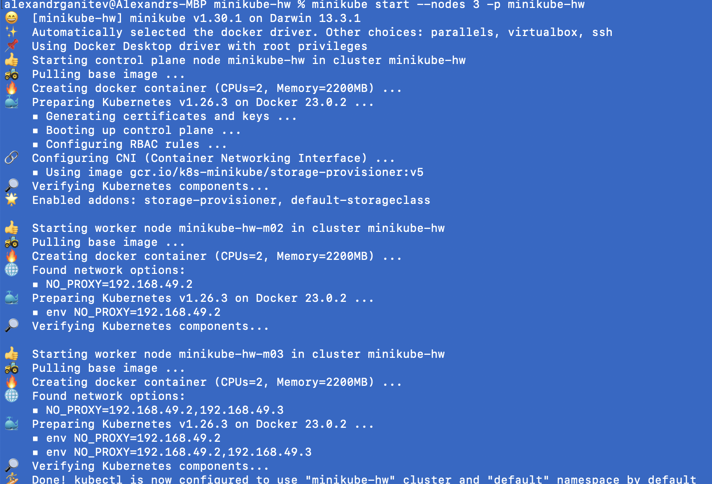 alexandrganitev@Alexandrs-MBP minikube-hw % minikube start --nodes 3 -p minikube-hw
😄 [minikube-hw] minikube v1.30.1 on Darwin 13.3.1
✨ Automatically selected the docker driver. Other choices: parallels, virtualbox, ssh
📌 Using Docker Desktop driver with root privileges
👍 Starting control plane node minikube-hw in cluster minikube-hw
🚜 Pulling base image ...
🔥 Creating docker container (CPUs=2, Memory=2200MB) ...
🐳 Preparing Kubernetes v1.26.3 on Docker 23.0.2 ...
▪ Generating certificates and keys ...
▪ Booting up control plane ...
▪ Configuring RBAC rules ...
🔗 Configuring CNI (Container Networking Interface) ...
▪ Using image gcr.io/k8s-minikube/storage-provisioner:v5
🔎 Verifying Kubernetes components...
🌟 Enabled addons: storage-provisioner, default-storageclass
👍 Starting worker node minikube-hw-m02 in cluster minikube-hw
🚜 Pulling base image ...
🔥 Creating docker container (CPUs=2, Memory=2200MB) ...
🌐 Found network options:
▪ NO_PROXY=192.168.49.2
🐳 Preparing Kubernetes v1.26.3 on Docker 23.0.2 ...
▪ env NO_PROXY=192.168.49.2
🔎 Verifying Kubernetes components...
👍 Starting worker node minikube-hw-m03 in cluster minikube-hw
🚜 Pulling base image ...
🔥 Creating docker container (CPUs=2, Memory=2200MB) ...
🌐 Found network options:
▪ NO_PROXY=192.168.49.2,192.168.49.3
🐳 Preparing Kubernetes v1.26.3 on Docker 23.0.2 ...
▪ env NO_PROXY=192.168.49.2
▪ env NO_PROXY=192.168.49.2,192.168.49.3
🔎 Verifying Kubernetes components...
🏄 Done! kubectl is now configured to use "minikube-hw" cluster and "default" namespace by default